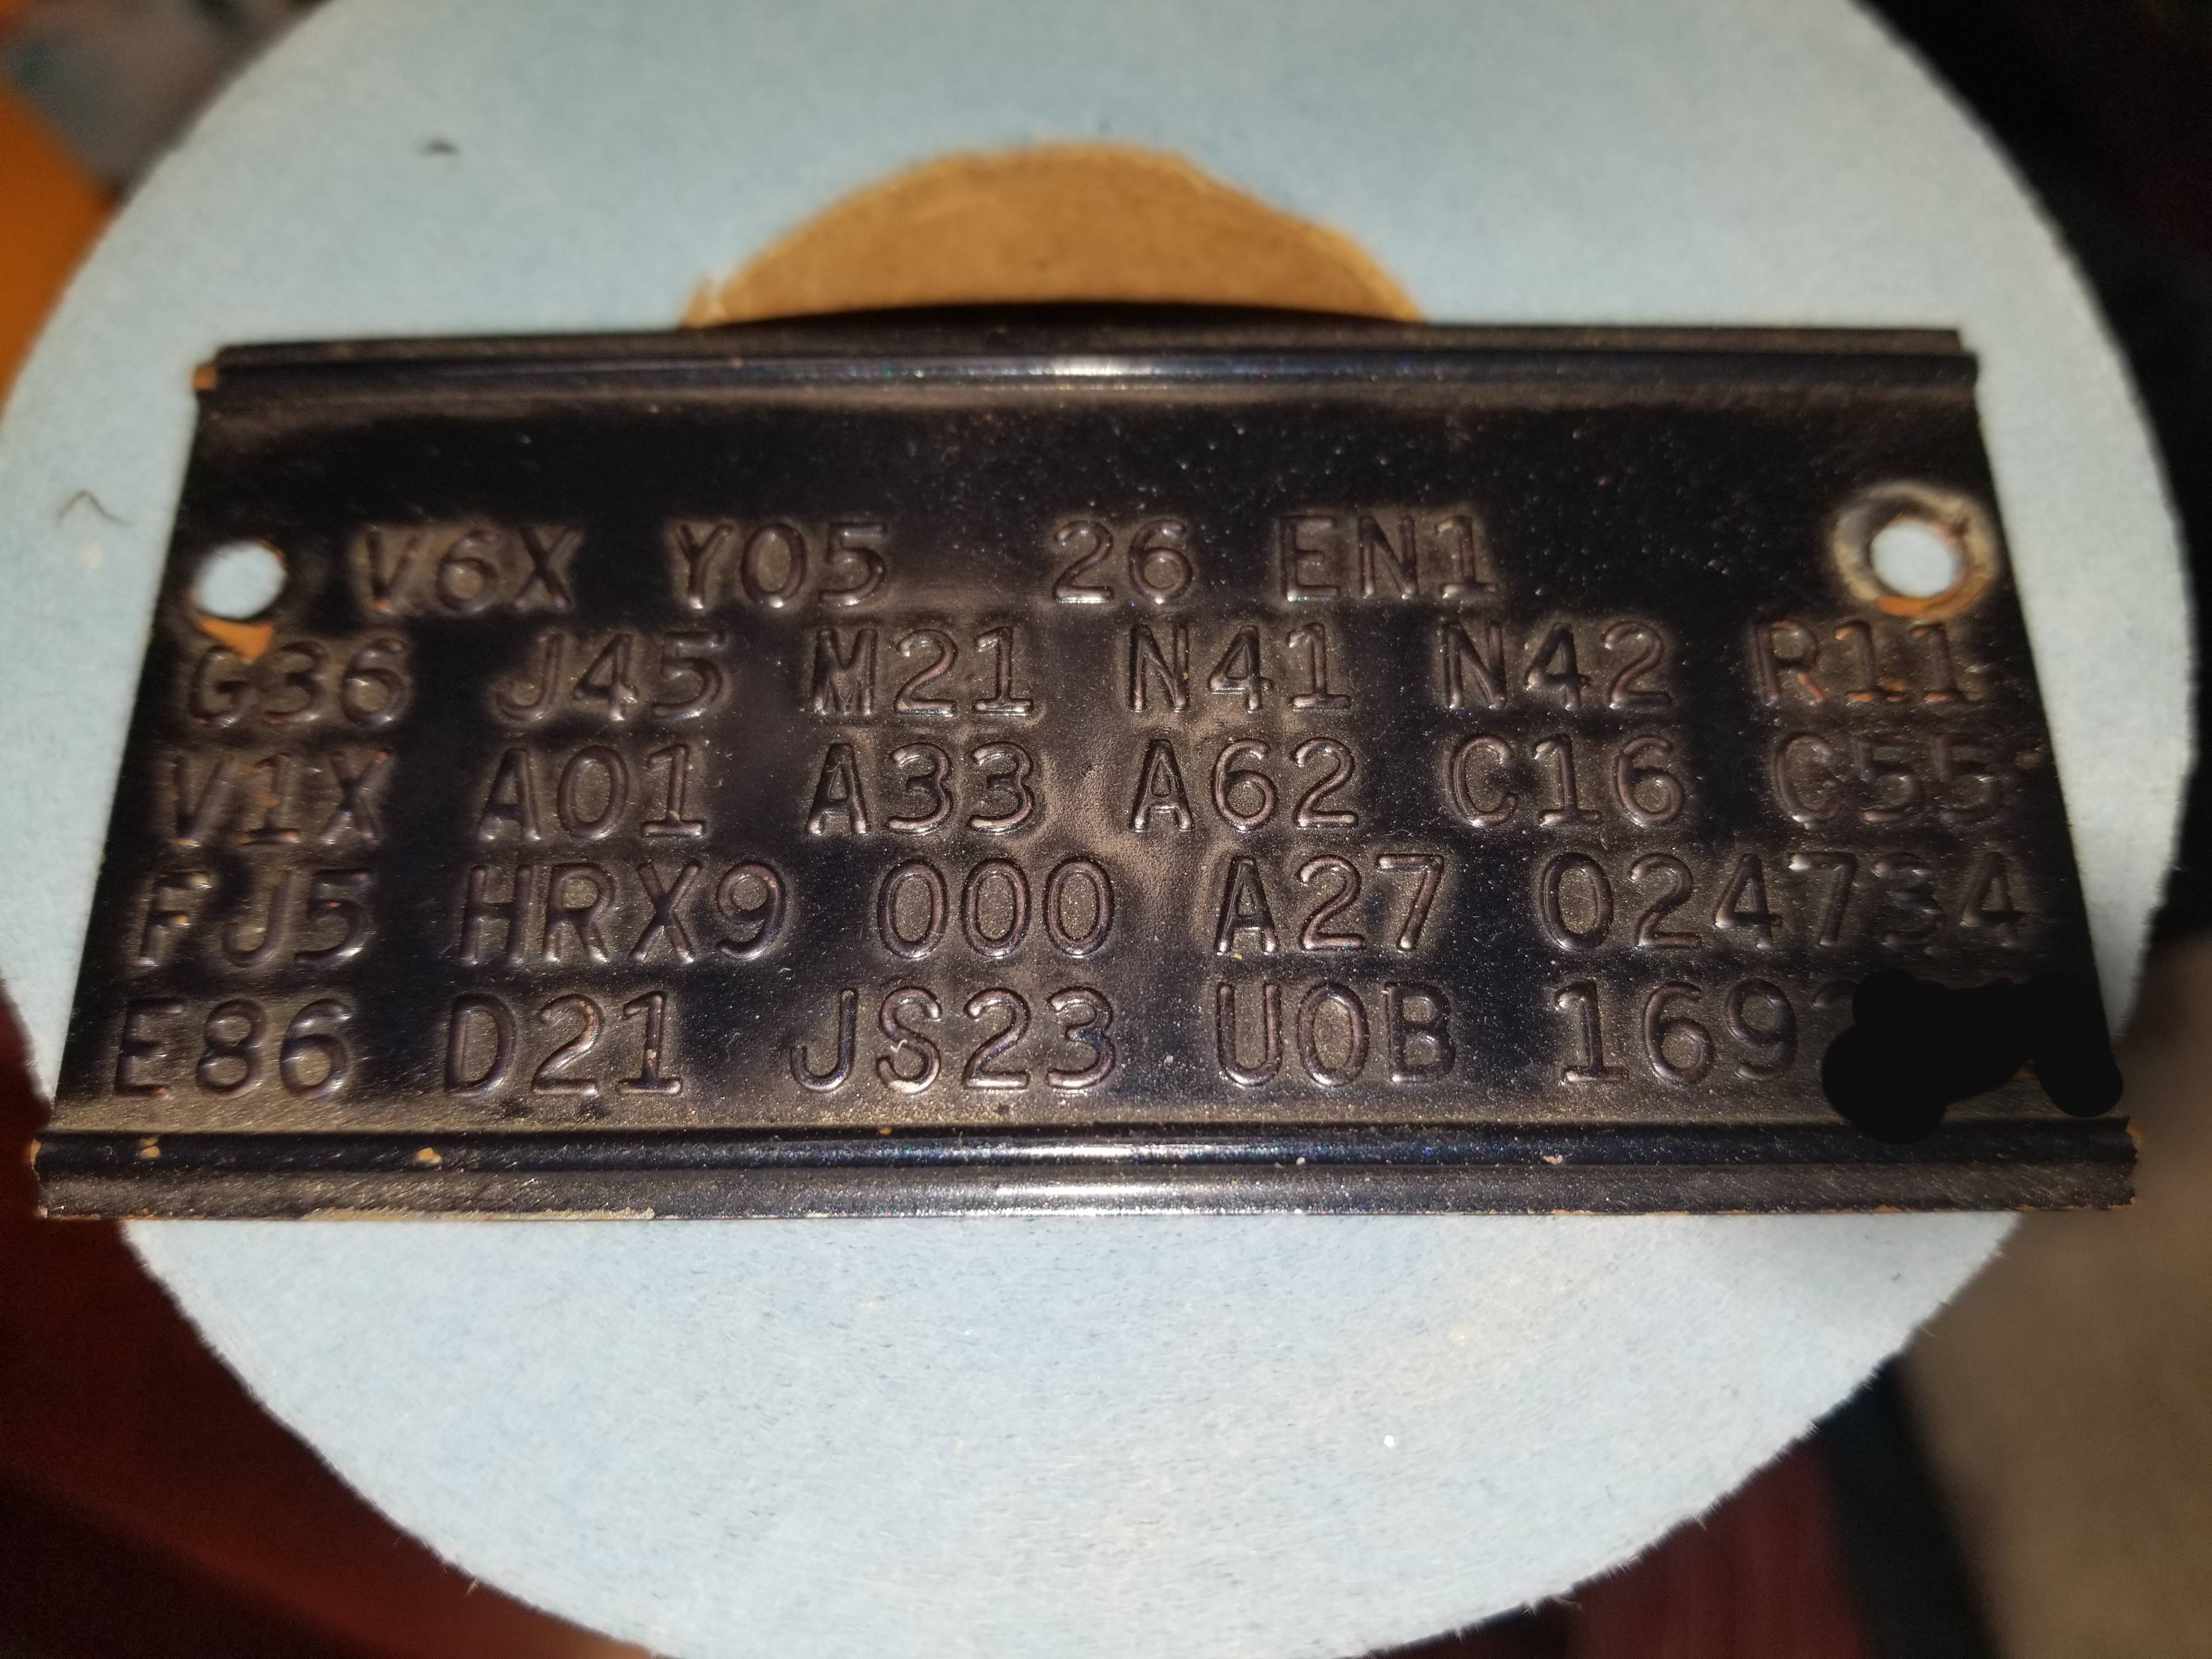 V6X Y05 26 EN1
G36 J45 M21 N41 N42 R11
V1X A01 A33 A62 C16 C55
FJ5 HRX9 000 A27 024734
E86 D21 JS23 U0B 169